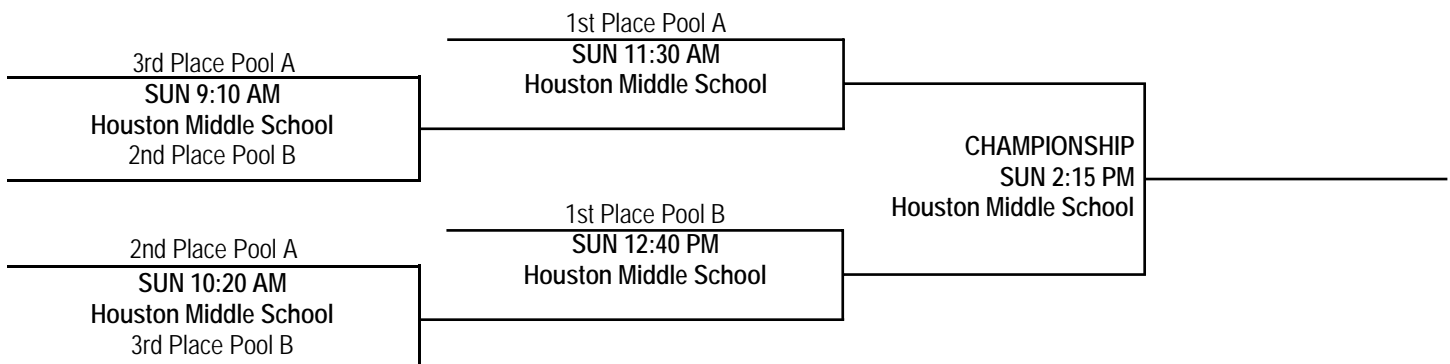 1st Place Pool A
SUN 11:30 AM
Houston Middle School
3rd Place Pool A
SUN 9:10 AM
Houston Middle School
2nd Place Pool B
CHAMPIONSHIP
SUN 2:15 PM
Houston Middle School
1st Place Pool B
SUN 12:40 PM
Houston Middle School
2nd Place Pool A
SUN 10:20 AM
Houston Middle School
3rd Place Pool B